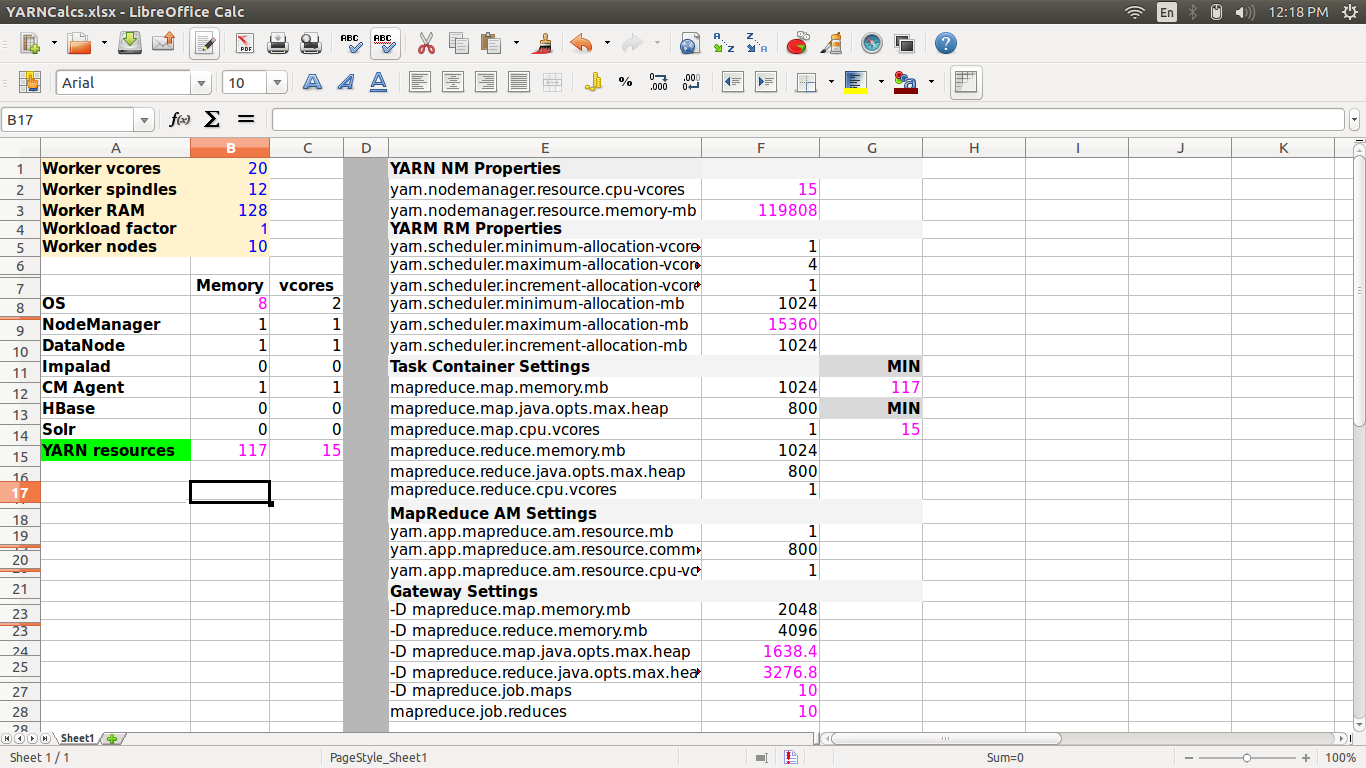 YARNCalcs.xlsx - LibreOffice Calc En 12:18 PM
ABC ABC
Arial 10
B17
A B C D E F G H I J K
1 Worker vcores 20 YARN NM Properties
2 Worker spindles 12 yarn.nodemanager.resource.cpu-vcores 15
3 Worker RAM 128 yarn.nodemanager.resource.memory-mb 119808
4 Workload factor 1 YARM RM Properties
5 Worker nodes 10 yarn.scheduler.minimum-allocation-vcore 1
6 yarn.scheduler.maximum-allocation-vcore 4
7 Memory vcores yarn.scheduler.increment-allocation-vcore 1
8 OS 8 2 yarn.scheduler.minimum-allocation-mb 1024
9 NodeManager 1 1 yarn.scheduler.maximum-allocation-mb 15360
10 DataNode 1 1 yarn.scheduler.increment-allocation-mb 1024
11 Impalad 0 0 Task Container Settings MIN
12 CM Agent 1 1 mapreduce.map.memory.mb 1024 117
13 HBase 0 0 mapreduce.map.java.opts.max.heap 800 MIN
14 Solr 0 0 mapreduce.map.cpu.vcores 1 15
15 YARN resources 117 15 mapreduce.reduce.memory.mb 1024
16 mapreduce.reduce.java.opts.max.heap 800
17 mapreduce.reduce.cpu.vcores 1
18 MapReduce AM Settings
19 yarn.app.mapreduce.am.resource.mb 1
20 yarn.app.mapreduce.am.resource.comm 800
yarn.app.mapreduce.am.resource.cpu-vc 1
21 Gateway Settings
23 -D mapreduce.map.memory.mb 2048
23 -D mapreduce.reduce.memory.mb 4096
24 -D mapreduce.map.java.opts.max.heap 1638.4
25 -D mapreduce.reduce.java.opts.max.hea 3276.8
27 -D mapreduce.job.maps 10
28 mapreduce.job.reduces 10
Sheet1
Sheet 1 / 1 PageStyle_Sheet1 Sum=0 100%